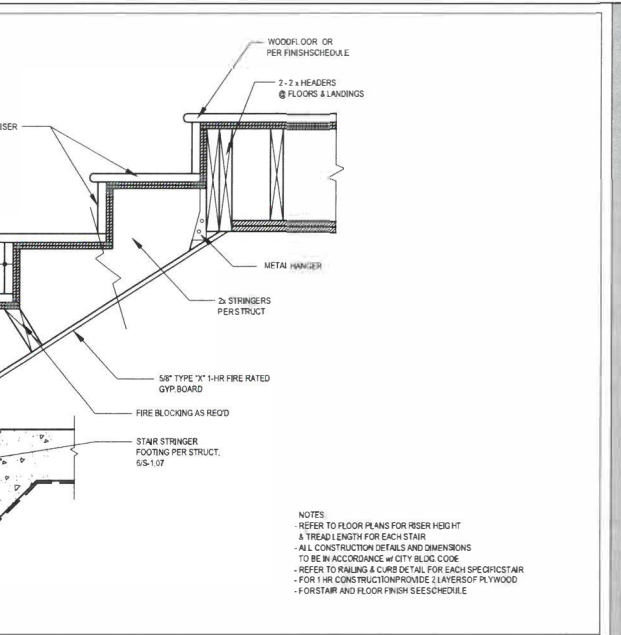 WOODFLOOR OR
PER FINISHSCHEDULE
2 - 2 x HEADERS
@ FLOORS & LANDINGS
ISER
METAL HANGER
2x STRINGERS
PER STRUCT
5/8" TYPE "X" 1-HR FIRE RATED
GYP. BOARD
FIRE BLOCKING AS REQ'D
STAIR STRINGER
FOOTING PER STRUCT,
6/S-1.07
NOTES:
- REFER TO FLOOR PLANS FOR RISER HEIGHT
& TREAD LENGTH FOR EACH STAIR
- ALL CONSTRUCTION DETAILS AND DIMENSIONS
TO BE IN ACCORDANCE w/ CITY BLDG. CODE
- REFER TO RAILING & CURB DETAIL FOR EACH SPECIFICSTAIR
- FOR 1 HR CONSTRUCTIONPROVIDE 2 LAYERSOF PLYWOOD
- FORSTAIR AND FLOOR FINISH SEESCHEDULE